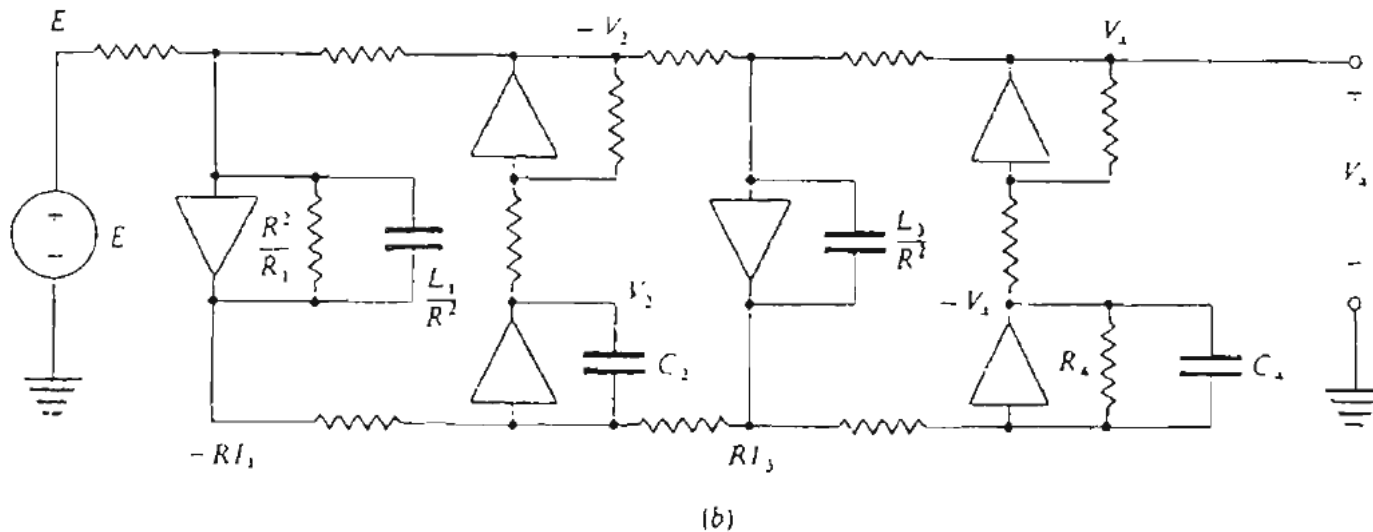 E
− V₂
V₄
+
−
E
R²
R₁
L₁
R²
V₂
C₂
L₃
R²
− V₄
R₄
C₄
+
V₄
−
− RI₁
RI₃
(b)